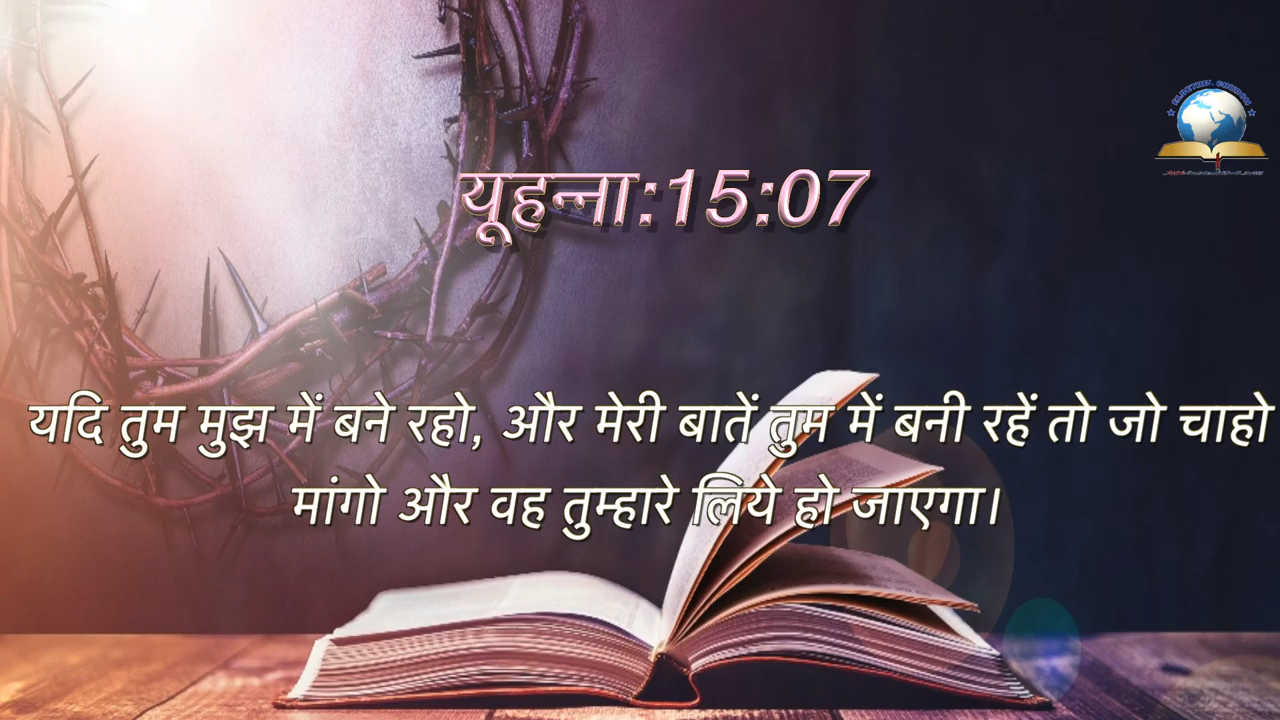 यूहन्ना:15:07
यदि तुम मुझ में बने रहो, और मेरी बातें तुम में बनी रहें तो जो चाहो
मांगो और वह तुम्हारे लिये हो जाएगा।